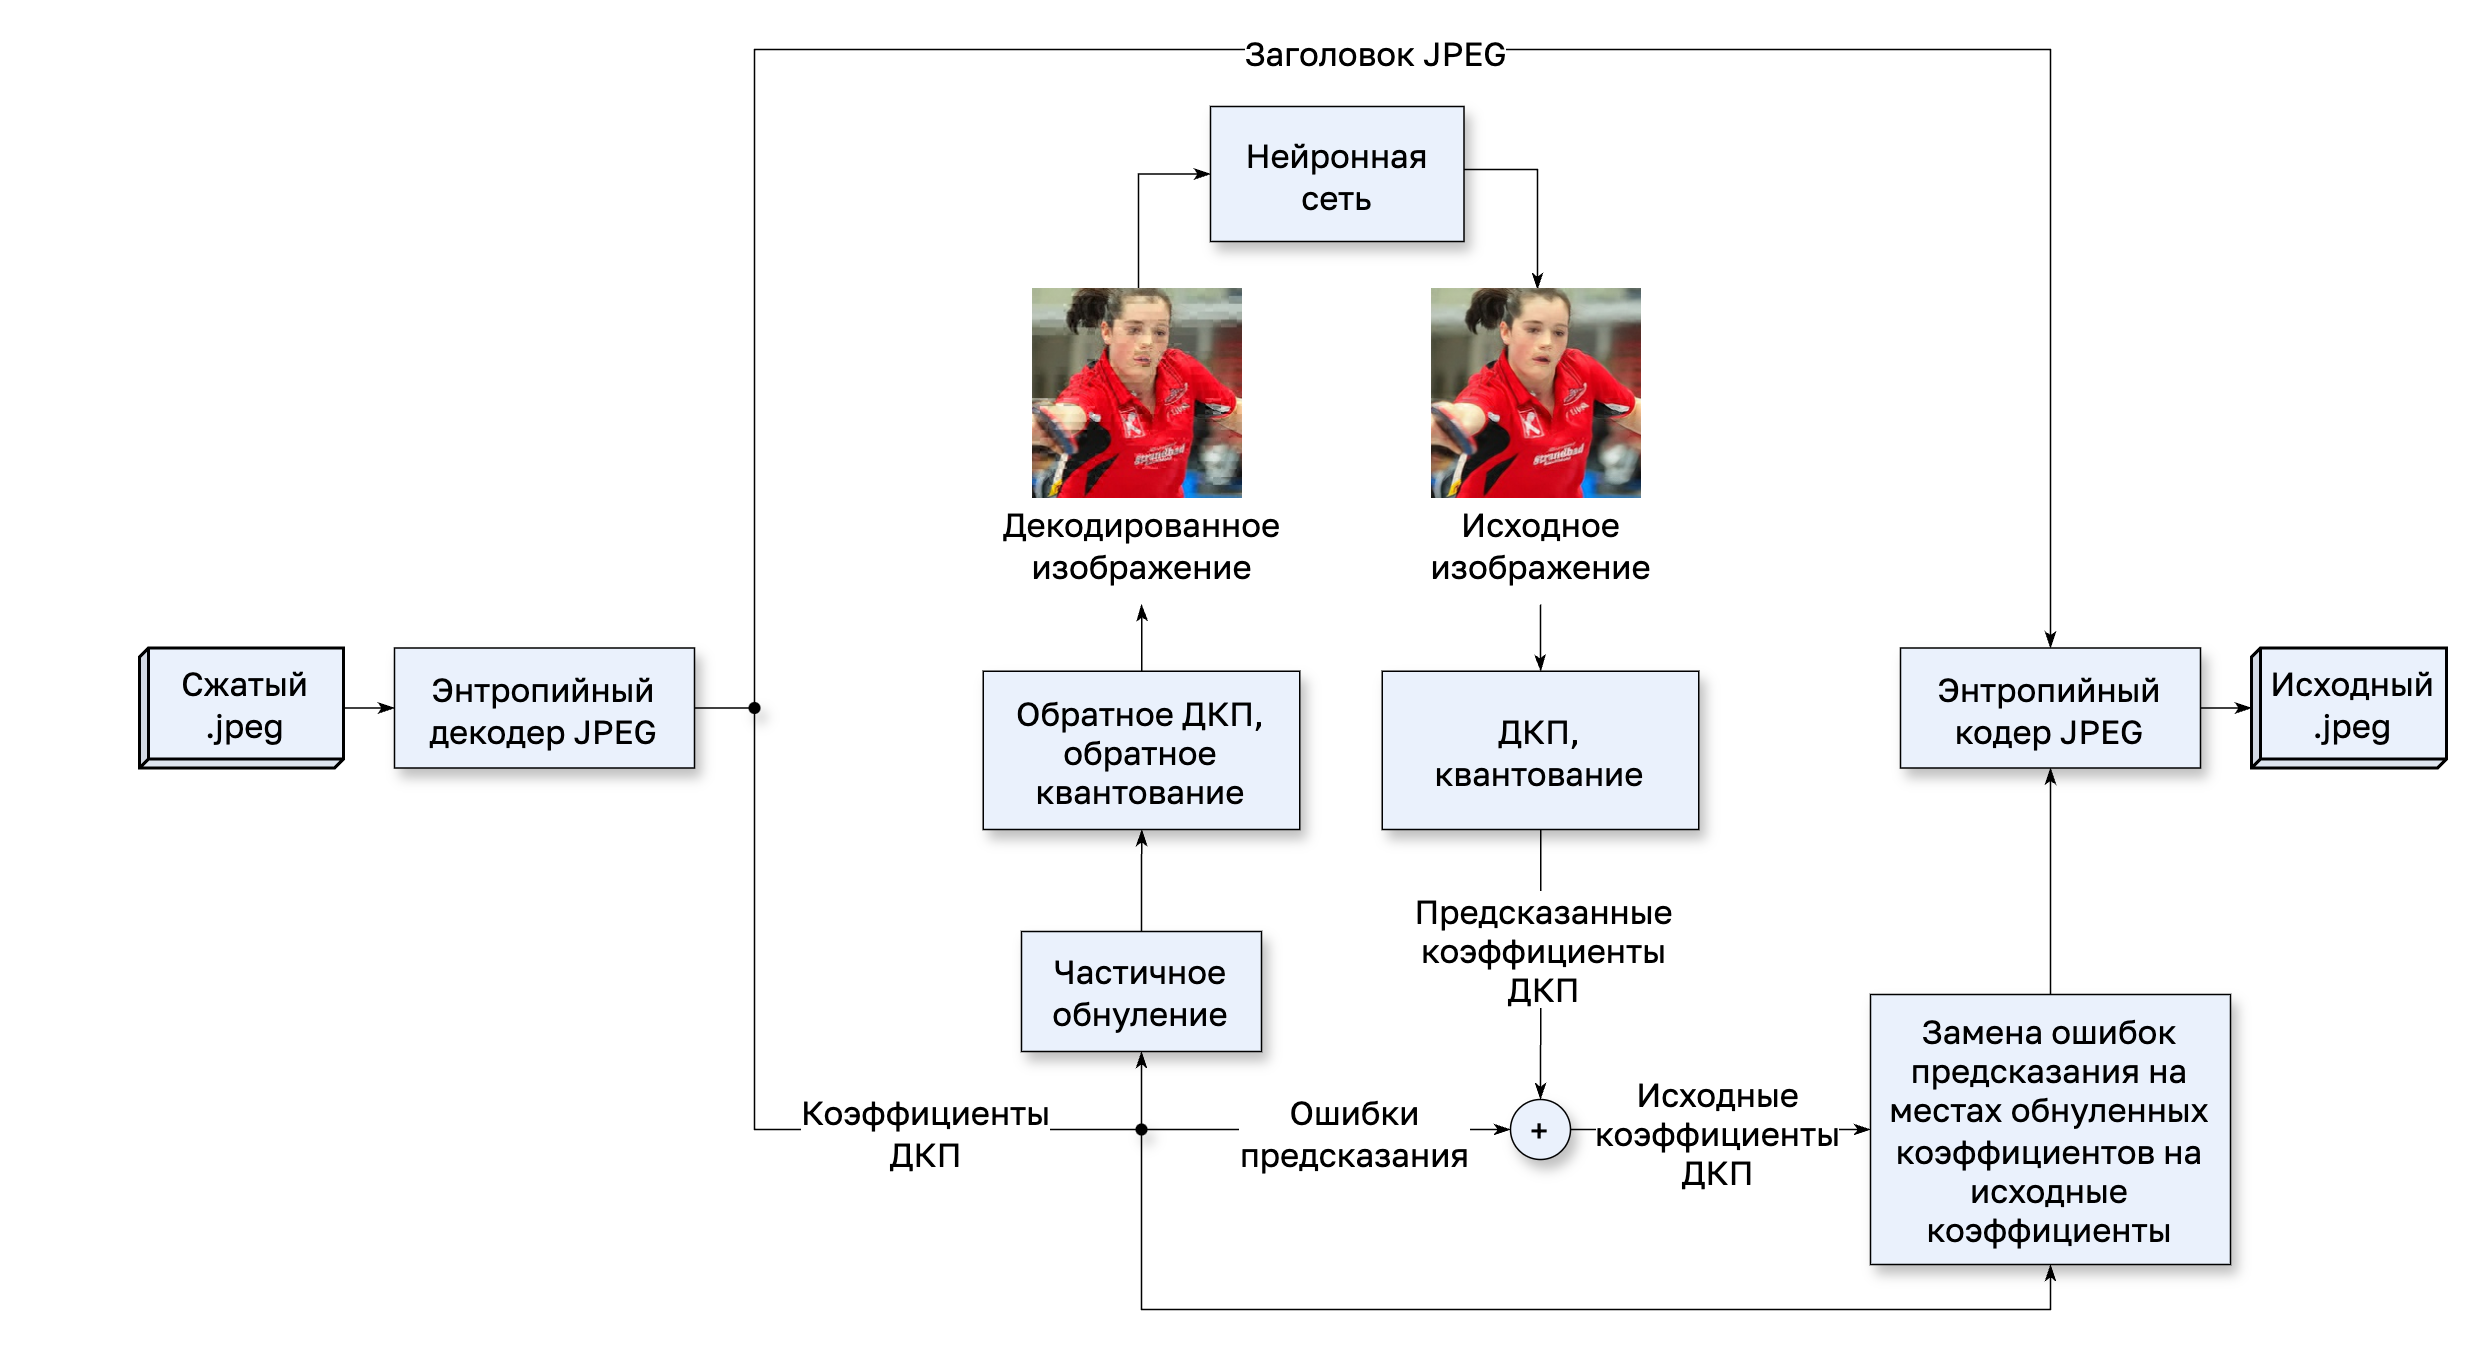 Заголовок JPEG
Нейронная
сеть
strandbad
strandbad
Декодированное
изображение
Исходное
изображение
Сжатый
.jpeg
Энтропийный
декодер JPEG
Обратное ДКП,
обратное
квантование
ДКП,
квантование
Энтропийный
кодер JPEG
Исходный
.jpeg
Предсказанные
коэффициенты
ДКП
Частичное
обнуление
Коэффициенты
ДКП
Ошибки
предсказания
+
Исходные
коэффициенты
ДКП
Замена ошибок
предсказания на
местах обнуленных
коэффициентов на
исходные
коэффициенты